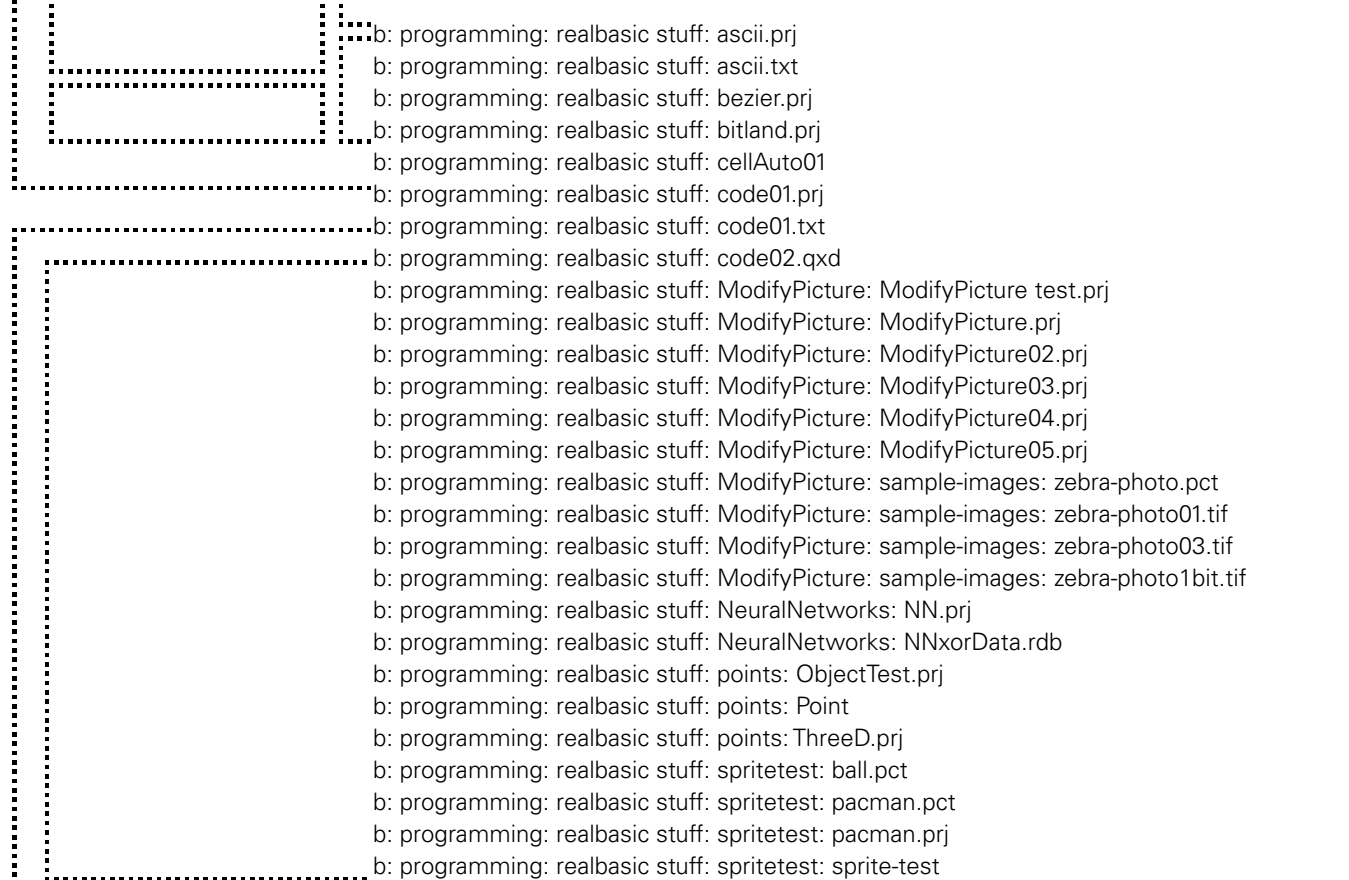 b: programming: realbasic stuff: ascii.prj
b: programming: realbasic stuff: ascii.txt
b: programming: realbasic stuff: bezier.prj
b: programming: realbasic stuff: bitland.prj
b: programming: realbasic stuff: cellAuto01
b: programming: realbasic stuff: code01.prj
b: programming: realbasic stuff: code01.txt
b: programming: realbasic stuff: code02.qxd
b: programming: realbasic stuff: ModifyPicture: ModifyPicture test.prj
b: programming: realbasic stuff: ModifyPicture: ModifyPicture.prj
b: programming: realbasic stuff: ModifyPicture: ModifyPicture02.prj
b: programming: realbasic stuff: ModifyPicture: ModifyPicture03.prj
b: programming: realbasic stuff: ModifyPicture: ModifyPicture04.prj
b: programming: realbasic stuff: ModifyPicture: ModifyPicture05.prj
b: programming: realbasic stuff: ModifyPicture: sample-images: zebra-photo.pct
b: programming: realbasic stuff: ModifyPicture: sample-images: zebra-photo01.tif
b: programming: realbasic stuff: ModifyPicture: sample-images: zebra-photo03.tif
b: programming: realbasic stuff: ModifyPicture: sample-images: zebra-photo1bit.tif
b: programming: realbasic stuff: NeuralNetworks: NN.prj
b: programming: realbasic stuff: NeuralNetworks: NNxorData.rdb
b: programming: realbasic stuff: points: ObjectTest.prj
b: programming: realbasic stuff: points: Point
b: programming: realbasic stuff: points: ThreeD.prj
b: programming: realbasic stuff: spritetest: ball.pct
b: programming: realbasic stuff: spritetest: pacman.pct
b: programming: realbasic stuff: spritetest: pacman.prj
b: programming: realbasic stuff: spritetest: sprite-test